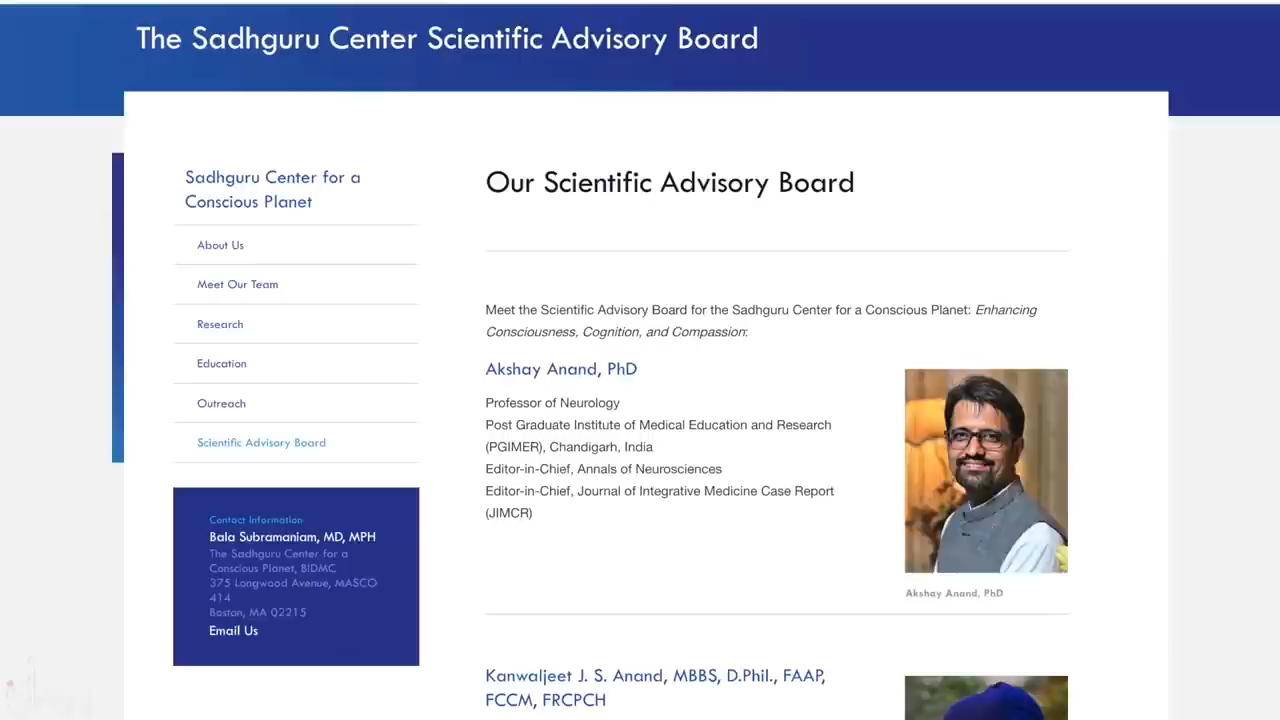 The Sadhguru Center Scientific Advisory Board
Sadhguru Center for a
Conscious Planet
About Us
Meet Our Team
Research
Education
Outreach
Scientific Advisory Board
Contact Information
Bala Subramaniam, MD, MPH
The Sadhguru Center for a
Conscious Planet, BIDMC
375 Longwood Avenue, MASCO
414
Boston, MA 02215
Email Us
Our Scientific Advisory Board
Meet the Scientific Advisory Board for the Sadhguru Center for a Conscious Planet: Enhancing
Consciousness, Cognition, and Compassion:
Akshay Anand, PhD
Professor of Neurology
Post Graduate Institute of Medical Education and Research
(PGIMER), Chandigarh, India
Editor-in-Chief, Annals of Neurosciences
Editor-in-Chief, Journal of Integrative Medicine Case Report
(JIMCR)
Akshay Anand, PhD
Kanwaljeet J. S. Anand, MBBS, D.Phil., FAAP,
FCCM, FRCPCH